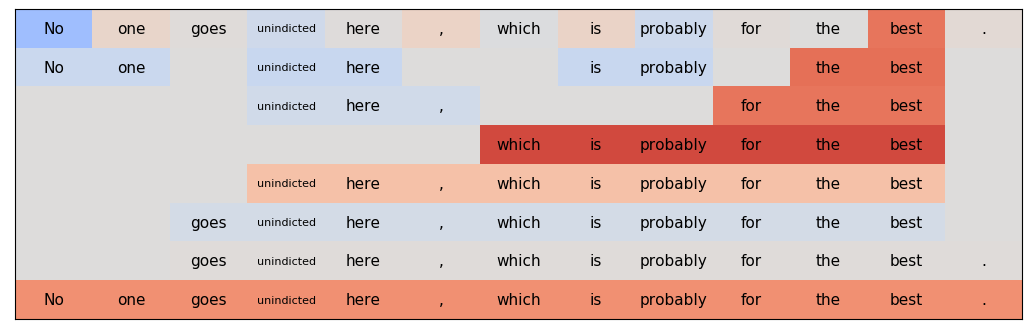 No one goes unindicted here , which is probably for the best .
No one unindicted here is probably the best
unindicted here , for the best
which is probably for the best
unindicted here , which is probably for the best
goes unindicted here , which is probably for the best
goes unindicted here , which is probably for the best .
No one goes unindicted here , which is probably for the best .